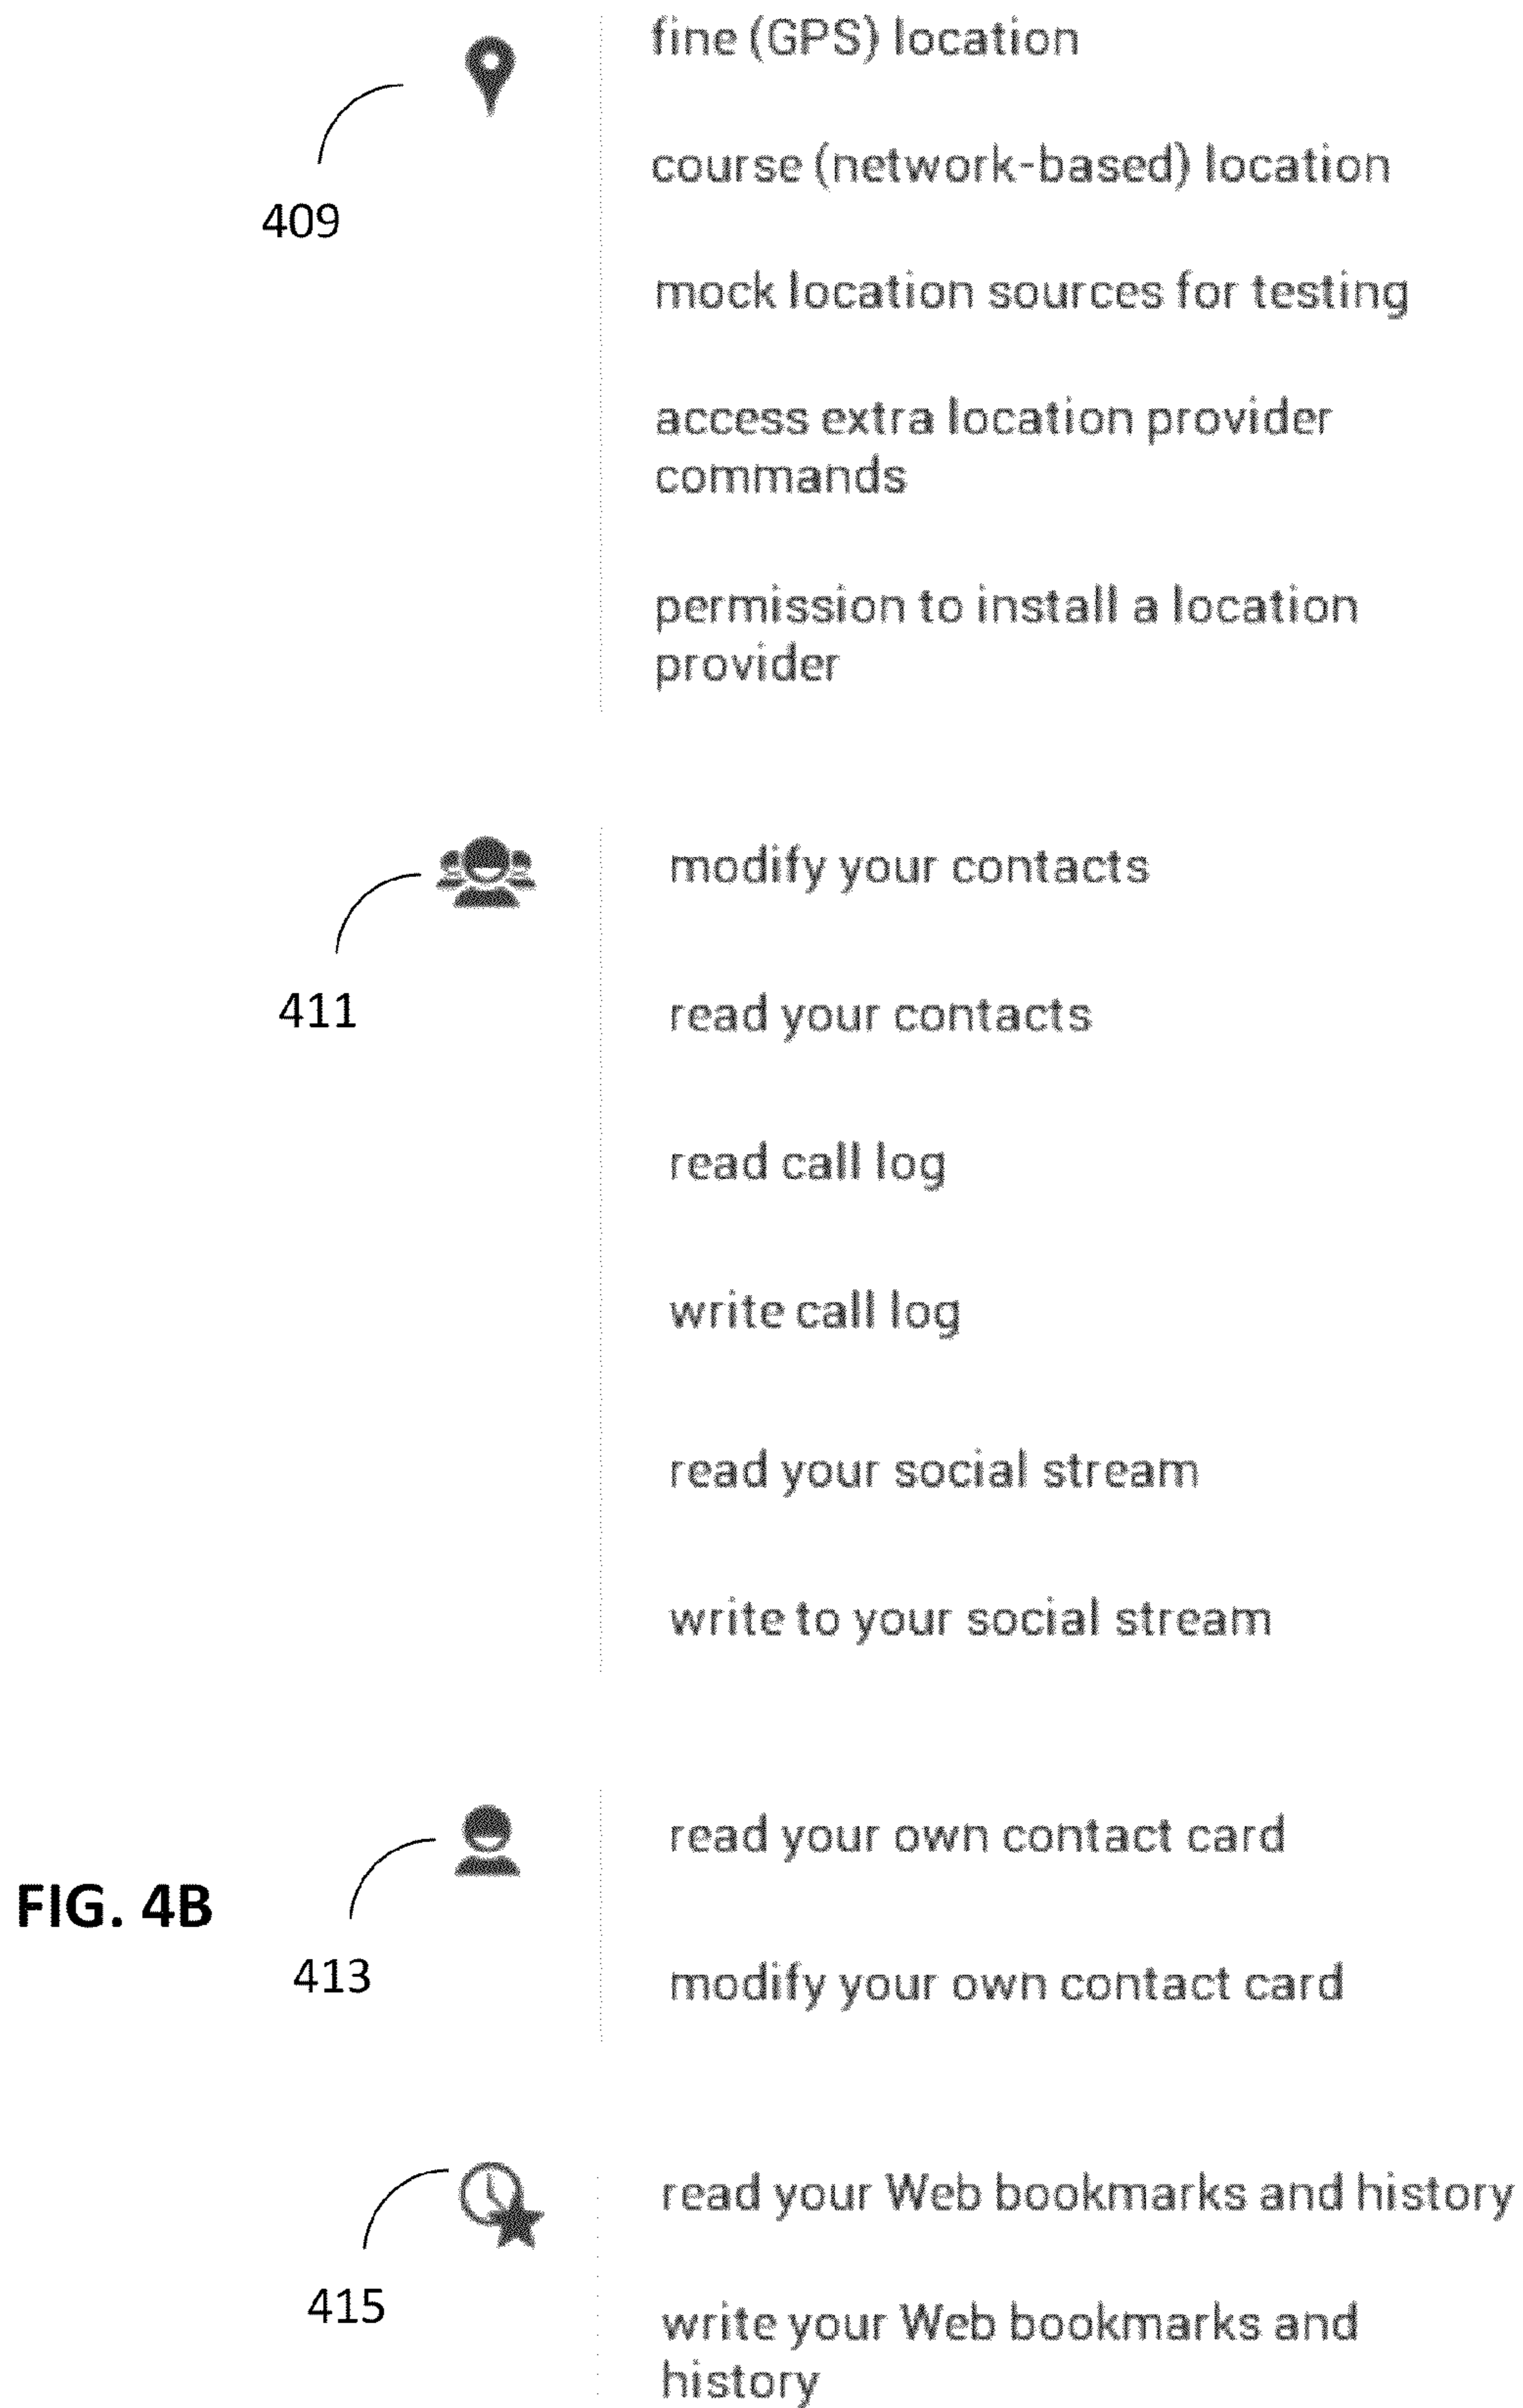 fine (GPS) location
course (network-based) location
409
mock location sources for testing
access extra location provider
commands
permission to install a location
provider
modify your contacts
411
read your contacts
read call log
write call log
read your social stream
write to your social stream
read your own contact card
FIG. 4B
413
modify your own contact card
read your Web bookmarks and history
415
write your Web bookmarks and
history